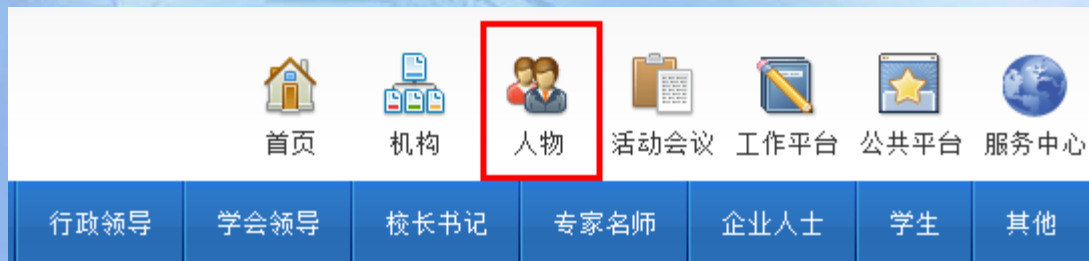 首页 机构 人物 活动会议 工作平台 公共平台 服务中心
行政领导 学会领导 校长书记 专家名师 企业人士 学生 其他